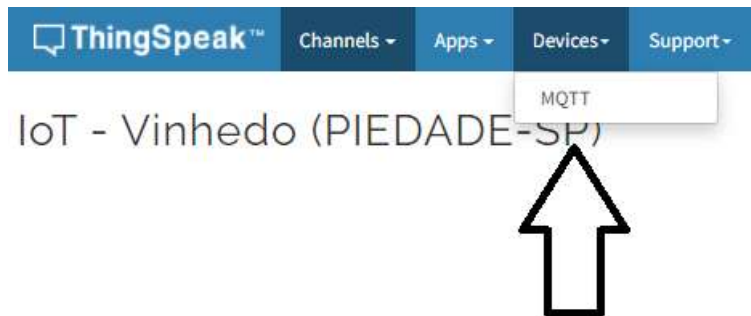 ThingSpeak™ Channels Apps Devices Support
MQTT
IoT - Vinhedo (PIEDADE-SP)